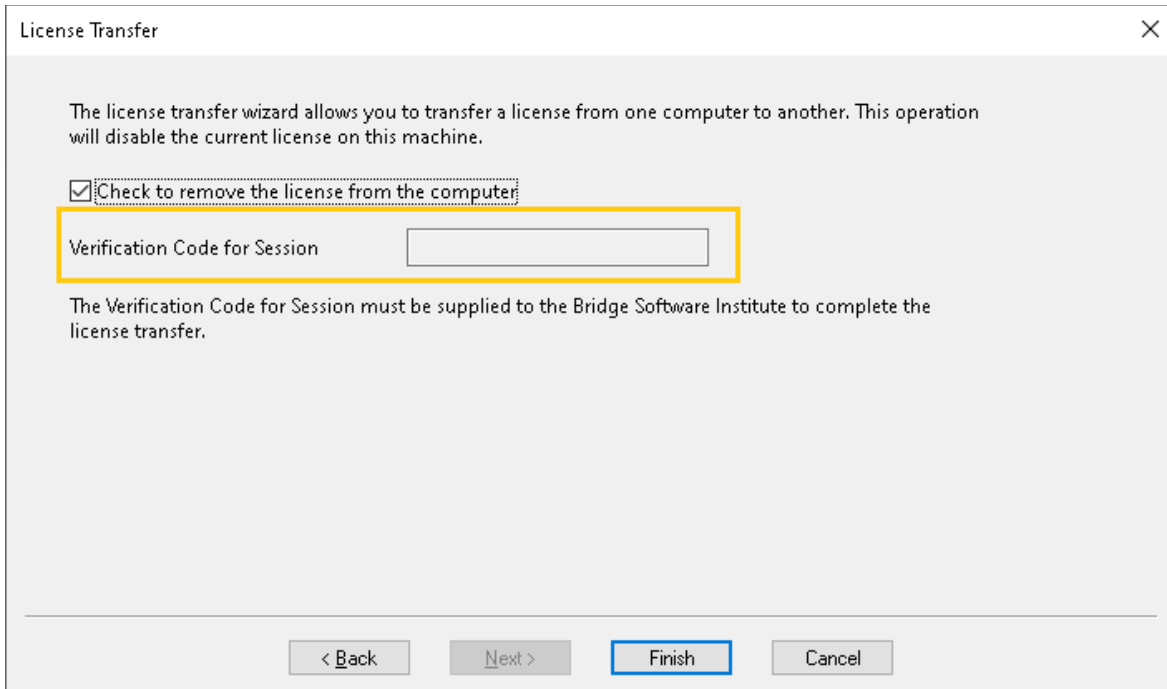 License Transfer
The license transfer wizard allows you to transfer a license from one computer to another. This operation
will disable the current license on this machine.
Check to remove the license from the computer
Verification Code for Session
The Verification Code for Session must be supplied to the Bridge Software Institute to complete the
license transfer.
< Back Next > Finish Cancel